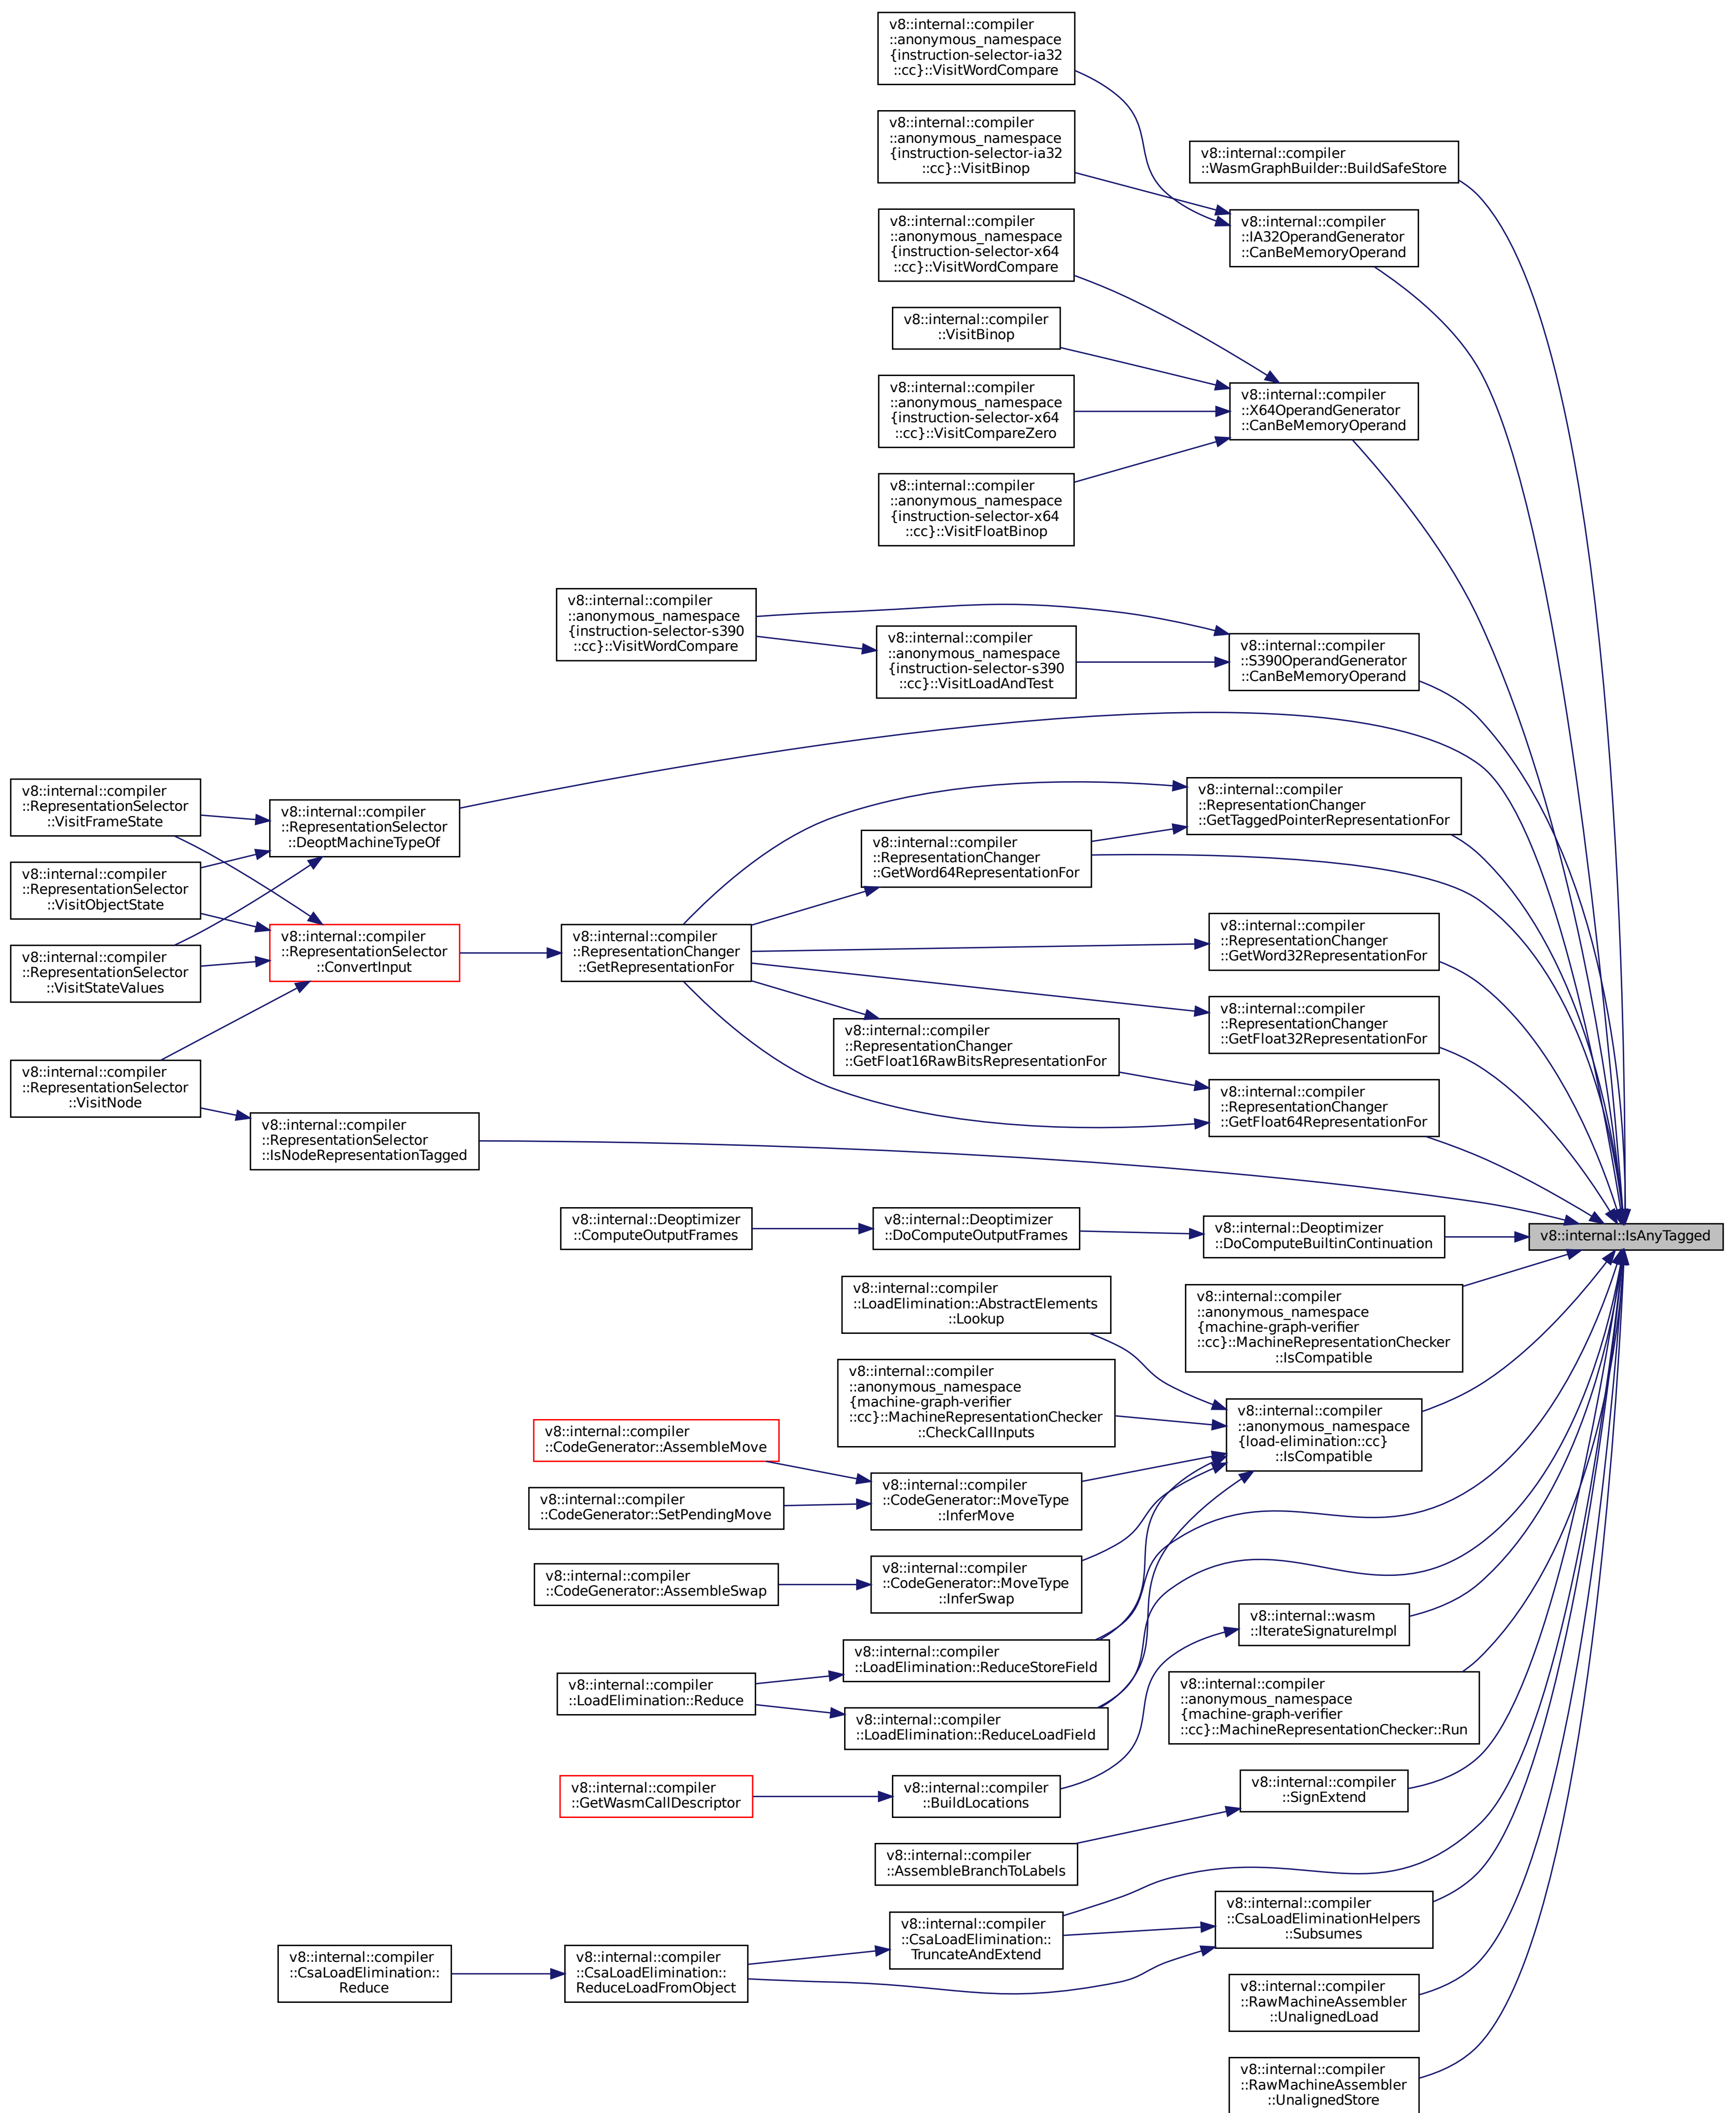 v8::internal::compiler
::anonymous_namespace
{instruction-selector-ia32
::cc}::VisitWordCompare
v8::internal::compiler
::anonymous_namespace
{instruction-selector-ia32
::cc}::VisitBinop
v8::internal::compiler
::WasmGraphBuilder::BuildSafeStore
v8::internal::compiler
::anonymous_namespace
{instruction-selector-x64
::cc}::VisitWordCompare
v8::internal::compiler
::IA32OperandGenerator
::CanBeMemoryOperand
v8::internal::compiler
::VisitBinop
v8::internal::compiler
::anonymous_namespace
{instruction-selector-x64
::cc}::VisitCompareZero
v8::internal::compiler
::X64OperandGenerator
::CanBeMemoryOperand
v8::internal::compiler
::anonymous_namespace
{instruction-selector-x64
::cc}::VisitFloatBinop
v8::internal::compiler
::anonymous_namespace
{instruction-selector-s390
::cc}::VisitWordCompare
v8::internal::compiler
::anonymous_namespace
{instruction-selector-s390
::cc}::VisitLoadAndTest
v8::internal::compiler
::S390OperandGenerator
::CanBeMemoryOperand
v8::internal::compiler
::RepresentationSelector
::VisitFrameState
v8::internal::compiler
::RepresentationSelector
::DeoptMachineTypeOf
v8::internal::compiler
::RepresentationChanger
::GetTaggedPointerRepresentationFor
v8::internal::compiler
::RepresentationChanger
::GetWord64RepresentationFor
v8::internal::compiler
::RepresentationSelector
::VisitObjectState
v8::internal::compiler
::RepresentationSelector
::VisitStateValues
v8::internal::compiler
::RepresentationSelector
::ConvertInput
v8::internal::compiler
::RepresentationChanger
::GetRepresentationFor
v8::internal::compiler
::RepresentationChanger
::GetWord32RepresentationFor
v8::internal::compiler
::RepresentationChanger
::GetFloat32RepresentationFor
v8::internal::compiler
::RepresentationChanger
::GetFloat16RawBitsRepresentationFor
v8::internal::compiler
::RepresentationSelector
::VisitNode
v8::internal::compiler
::RepresentationChanger
::GetFloat64RepresentationFor
v8::internal::compiler
::RepresentationSelector
::IsNodeRepresentationTagged
v8::internal::Deoptimizer
::ComputeOutputFrames
v8::internal::Deoptimizer
::DoComputeOutputFrames
v8::internal::Deoptimizer
::DoComputeBuiltinContinuation
v8::internal::IsAnyTagged
v8::internal::compiler
::LoadElimination::AbstractElements
::Lookup
v8::internal::compiler
::anonymous_namespace
{machine-graph-verifier
::cc}::MachineRepresentationChecker
::IsCompatible
v8::internal::compiler
::anonymous_namespace
{machine-graph-verifier
::cc}::MachineRepresentationChecker
::CheckCallInputs
v8::internal::compiler
::anonymous_namespace
{load-elimination::cc}
::IsCompatible
v8::internal::compiler
::CodeGenerator::AssembleMove
v8::internal::compiler
::CodeGenerator::SetPendingMove
v8::internal::compiler
::CodeGenerator::MoveType
::InferMove
v8::internal::compiler
::CodeGenerator::AssembleSwap
v8::internal::compiler
::CodeGenerator::MoveType
::InferSwap
v8::internal::wasm
::IterateSignatureImpl
v8::internal::compiler
::LoadElimination::ReduceStoreField
v8::internal::compiler
::LoadElimination::Reduce
v8::internal::compiler
::anonymous_namespace
{machine-graph-verifier
::cc}::MachineRepresentationChecker::Run
v8::internal::compiler
::LoadElimination::ReduceLoadField
v8::internal::compiler
::GetWasmCallDescriptor
v8::internal::compiler
::BuildLocations
v8::internal::compiler
::SignExtend
v8::internal::compiler
::AssembleBranchToLabels
v8::internal::compiler
::CsaLoadEliminationHelpers
::Subsumes
v8::internal::compiler
::CsaLoadElimination::
TruncateAndExtend
v8::internal::compiler
::CsaLoadElimination::
Reduce
v8::internal::compiler
::CsaLoadElimination::
ReduceLoadFromObject
v8::internal::compiler
::RawMachineAssembler
::UnalignedLoad
v8::internal::compiler
::RawMachineAssembler
::UnalignedStore